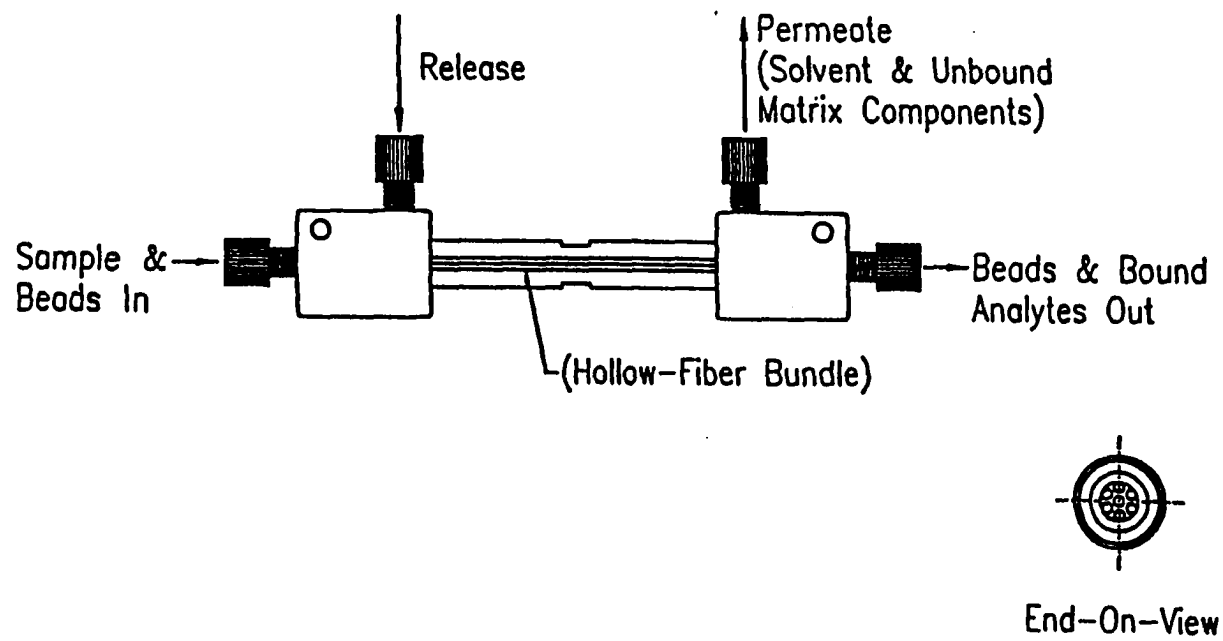 Release
Permeate
(Solvent & Unbound
Matrix Components)
Sample &
Beads In
Beads & Bound
Analytes Out
(Hollow-Fiber Bundle)
End-On-View